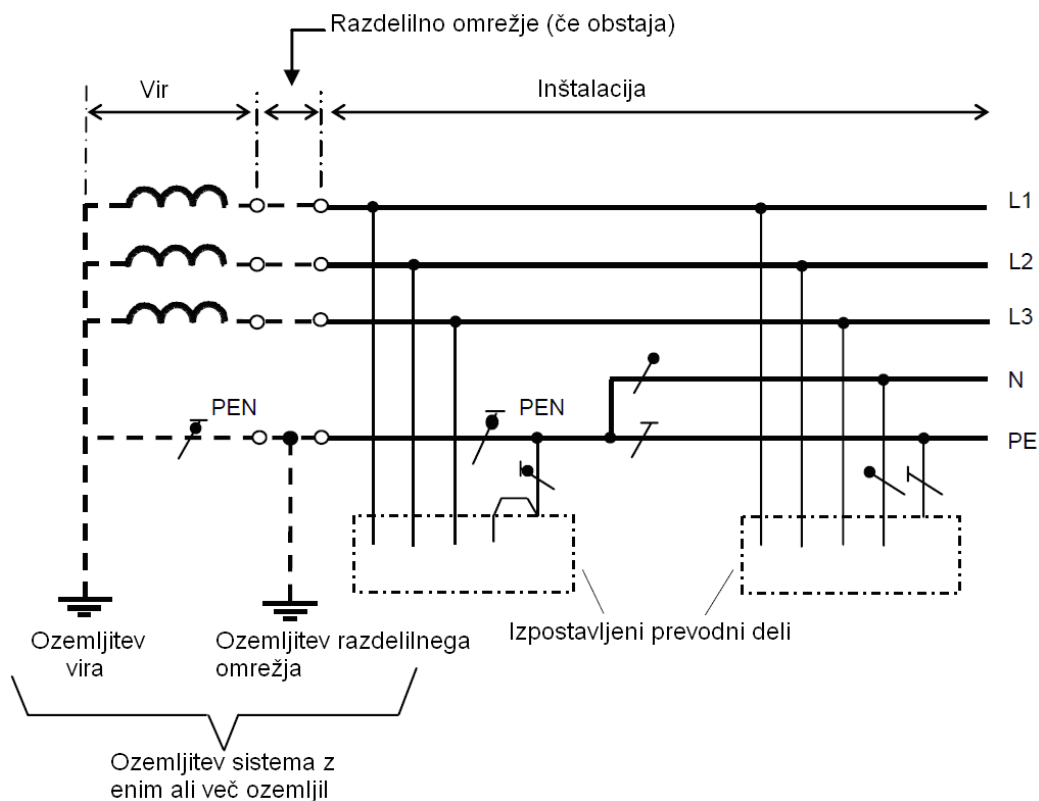 Razdelilno omrežje (če obstaja)
Vir
Inštalacija
L1
L2
L3
N
PEN
PEN
PE
Izpostavljeni prevodni deli
Ozemljitev
vira
Ozemljitev razdelilnega
omrežja
Ozemljitev sistema z
enim ali več ozemljil